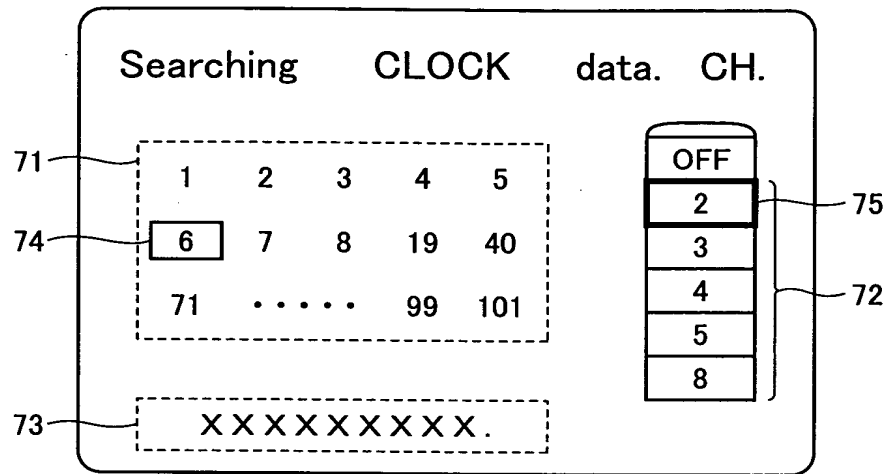 Searching CLOCK data. CH.
71
1 2 3 4 5
74
6 7 8 19 40
71 ····· 99 101
73
XXXXXXXXX.
OFF
2
75
3
4
72
5
8